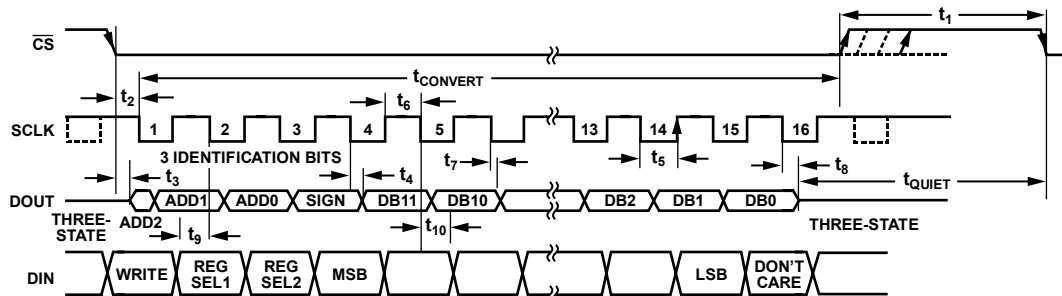 t1
CS
tCONVERT
t2
t6
SCLK
1 2 3 4 5 13 14 15 16
3 IDENTIFICATION BITS
t7
t5
t8
t3
t4
tQUIET
DOUT
ADD1 ADD0 SIGN DB11 DB10 DB2 DB1 DB0
THREE-
STATE
ADD2
THREE-STATE
t9
t10
DIN
WRITE
REG
SEL1
REG
SEL2
MSB
LSB
DON'T
CARE